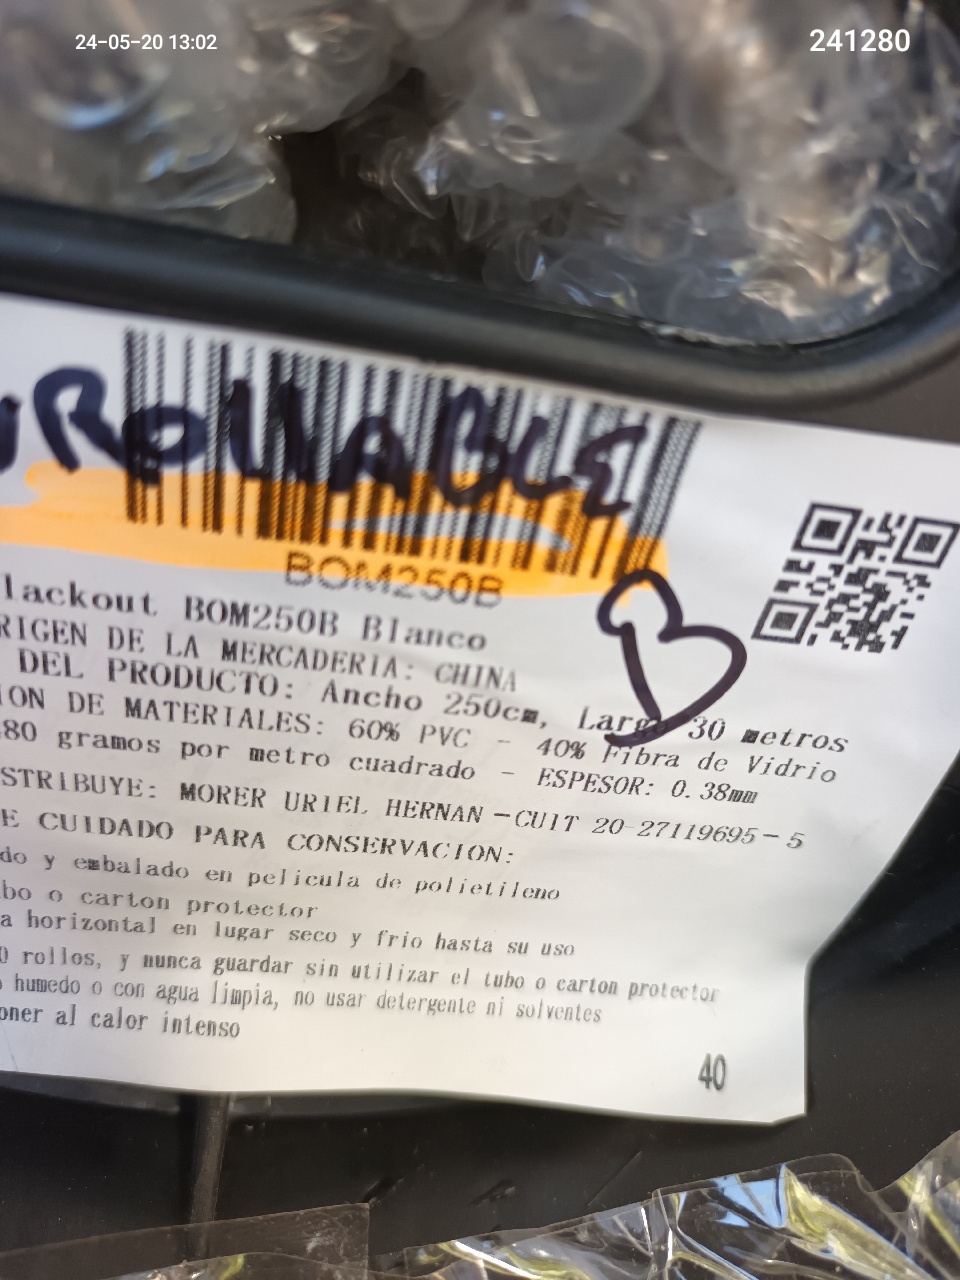 24-05-20 13:02
241280
ROLLABLE
BOM250B
lackout BOM250B Blanco
RIGEN DE LA MERCADERIA: CHINA
DEL PRODUCTO: Ancho 250cm, Largo 30 metros
ION DE MATERIALES: 60% PVC - 40% Fibra de Vidrio
80 gramos por metro cuadrado - ESPESOR: 0.38mm
STRIBUYE: MORER URIEL HERNAN - CUIT 20-27119695-5
E CUIDADO PARA CONSERVACION:
do y embalado en pelicula de polietileno
bo o carton protector
a horizontal en lugar seco y frio hasta su uso
0 rollos, y nunca guardar sin utilizar el tubo o carton protector
humedo o con agua limpia, no usar detergente ni solventes
oner al calor intenso
40